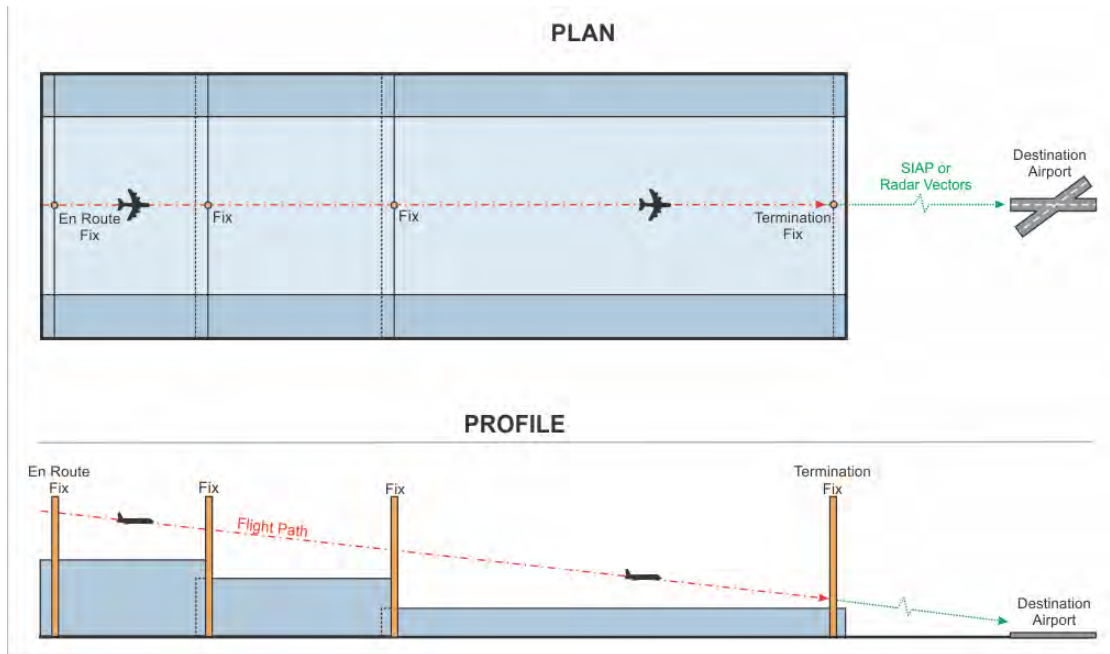 PLAN
SIAP or
Radar Vectors
Destination
Airport
En Route
Fix
Fix
Fix
Termination
Fix
PROFILE
En Route
Fix
Fix
Fix
Termination
Fix
Flight Path
Destination
Airport